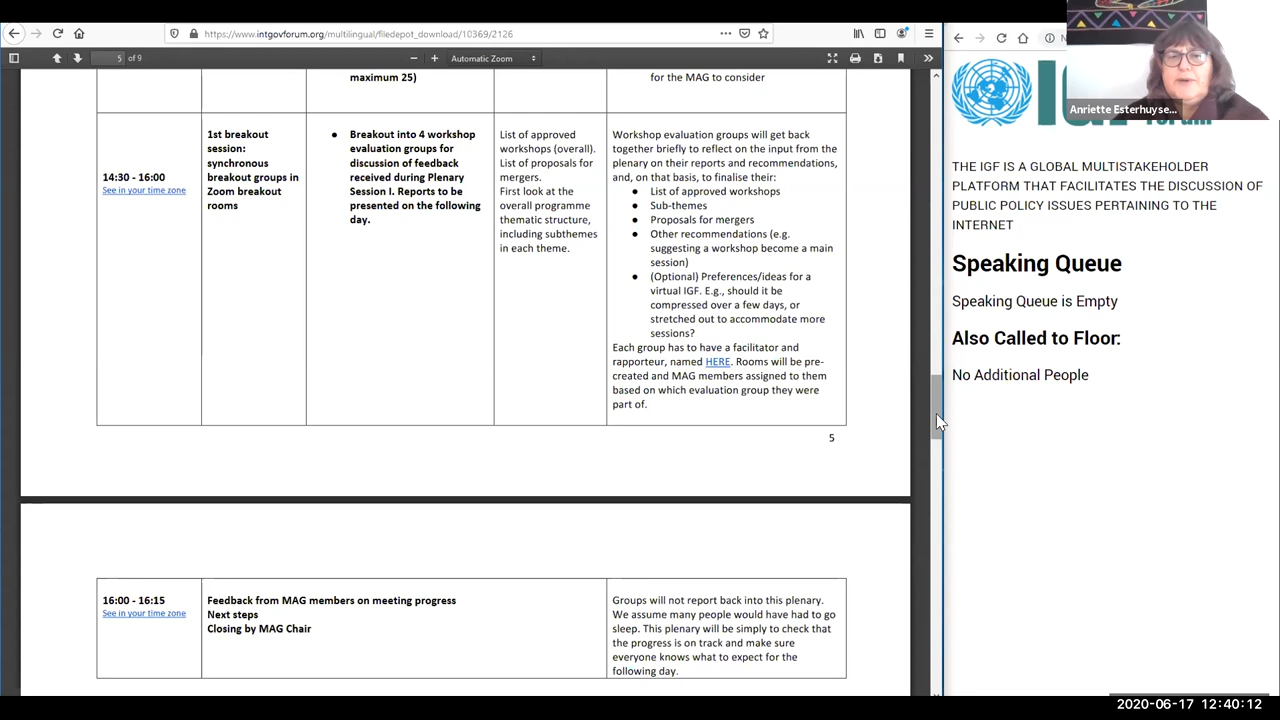 https://www.intgovforum.org/multilingual/filedepot_download/10369/2126
5 of 9
Automatic Zoom
maximum 25)
for the MAG to consider
14:30 - 16:00
See in your time zone
1st breakout
session:
synchronous
breakout groups in
Zoom breakout
rooms
● Breakout into 4 workshop
evaluation groups for
discussion of feedback
received during Plenary
Session I. Reports to be
presented on the following
day.
List of approved
workshops (overall).
List of proposals for
mergers.
First look at the
overall programme
thematic structure,
including subthemes
in each theme.
Workshop evaluation groups will get back
together briefly to reflect on the input from the
plenary on their reports and recommendations,
and, on that basis, to finalise their:
● List of approved workshops
● Sub-themes
● Proposals for mergers
● Other recommendations (e.g.
suggesting a workshop become a main
session)
● (Optional) Preferences/ideas for a
virtual IGF. E.g., should it be
compressed over a few days, or
stretched out to accommodate more
sessions?
Each group has to have a facilitator and
rapporteur, named HERE. Rooms will be pre-
created and MAG members assigned to them
based on which evaluation group they were
part of.
5
16:00 - 16:15
See in your time zone
Feedback from MAG members on meeting progress
Next steps
Closing by MAG Chair
Groups will not report back into this plenary.
We assume many people would have had to go
sleep. This plenary will be simply to check that
the progress is on track and make sure
everyone knows what to expect for the
following day.
Anriette Esterhuyse...
THE IGF IS A GLOBAL MULTISTAKEHOLDER
PLATFORM THAT FACILITATES THE DISCUSSION OF
PUBLIC POLICY ISSUES PERTAINING TO THE
INTERNET
Speaking Queue
Speaking Queue is Empty
Also Called to Floor:
No Additional People
2020-06-17 12:40:12